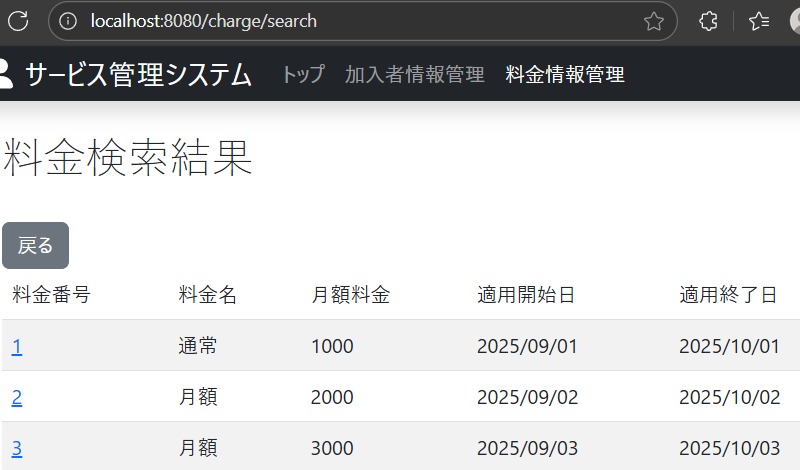 localhost:8080/charge/search
サービス管理システム トップ 加入者情報管理 料金情報管理
料金検索結果
戻る
料金番号 料金名 月額料金 適用開始日 適用終了日
1 通常 1000 2025/09/01 2025/10/01
2 月額 2000 2025/09/02 2025/10/02
3 月額 3000 2025/09/03 2025/10/03